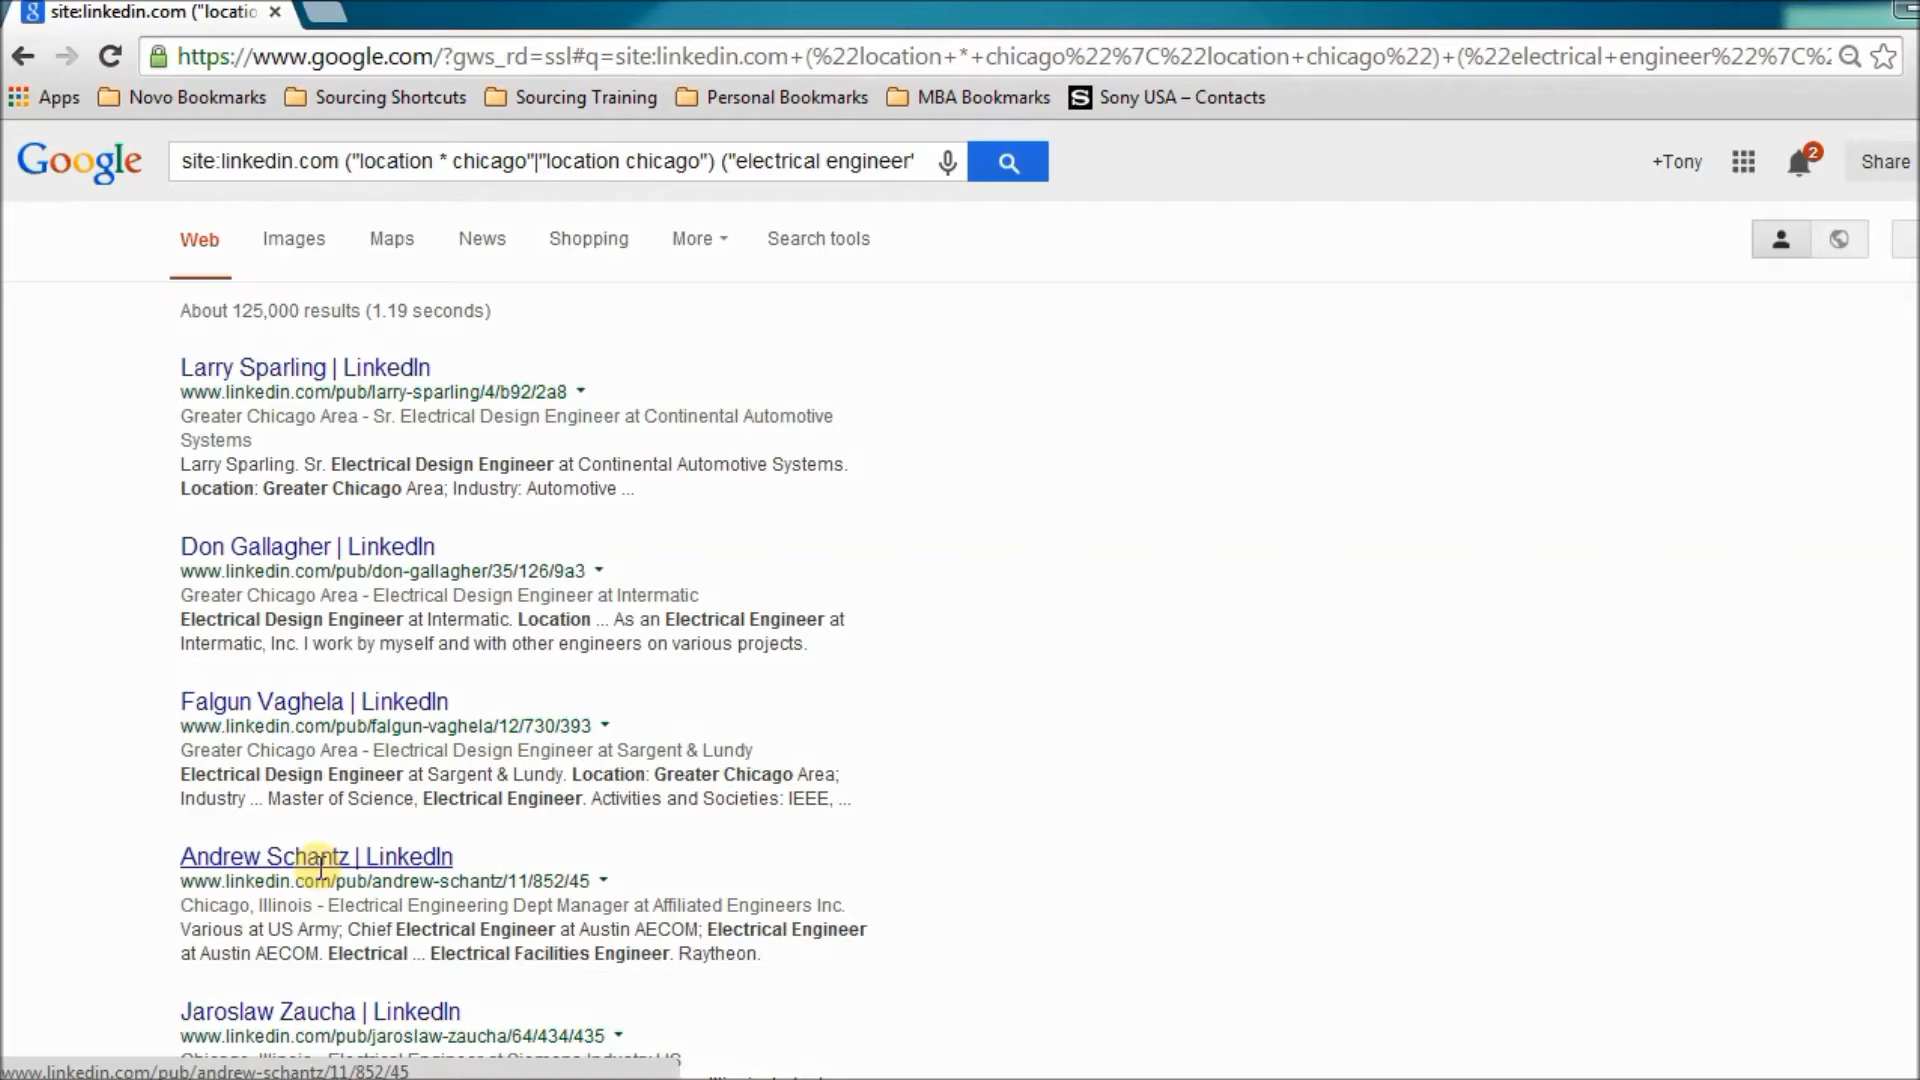 site:linkedin.com ("locatio
https://www.google.com/?gws_rd=ssl#q=site:linkedin.com+(%22location+*+chicago%22%7C%22location+chicago%22)+(%22electrical+engineer%22%7C%2
Apps Novo Bookmarks Sourcing Shortcuts Sourcing Training Personal Bookmarks MBA Bookmarks S Sony USA – Contacts
Google site:linkedin.com ("location * chicago"|"location chicago") ("electrical engineer" +Tony 2 Share
Web Images Maps News Shopping More Search tools
About 125,000 results (1.19 seconds)
Larry Sparling | LinkedIn
www.linkedin.com/pub/larry-sparling/4/b92/2a8
Greater Chicago Area - Sr. Electrical Design Engineer at Continental Automotive
Systems
Larry Sparling. Sr. Electrical Design Engineer at Continental Automotive Systems.
Location: Greater Chicago Area; Industry: Automotive ...
Don Gallagher | LinkedIn
www.linkedin.com/pub/don-gallagher/35/126/9a3
Greater Chicago Area - Electrical Design Engineer at Intermatic
Electrical Design Engineer at Intermatic. Location ... As an Electrical Engineer at
Intermatic, Inc. I work by myself and with other engineers on various projects.
Falgun Vaghela | LinkedIn
www.linkedin.com/pub/falgun-vaghela/12/730/393
Greater Chicago Area - Electrical Design Engineer at Sargent & Lundy
Electrical Design Engineer at Sargent & Lundy. Location: Greater Chicago Area;
Industry ... Master of Science, Electrical Engineer. Activities and Societies: IEEE, ...
Andrew Schantz | LinkedIn
www.linkedin.com/pub/andrew-schantz/11/852/45
Chicago, Illinois - Electrical Engineering Dept Manager at Affiliated Engineers Inc.
Various at US Army; Chief Electrical Engineer at Austin AECOM; Electrical Engineer
at Austin AECOM. Electrical ... Electrical Facilities Engineer. Raytheon.
Jaroslaw Zaucha | LinkedIn
www.linkedin.com/pub/jaroslaw-zaucha/64/434/435
Chicago, Illinois - Electrical Engineer at Siemens Industry US
www.linkedin.com/pub/andrew-schantz/11/852/45